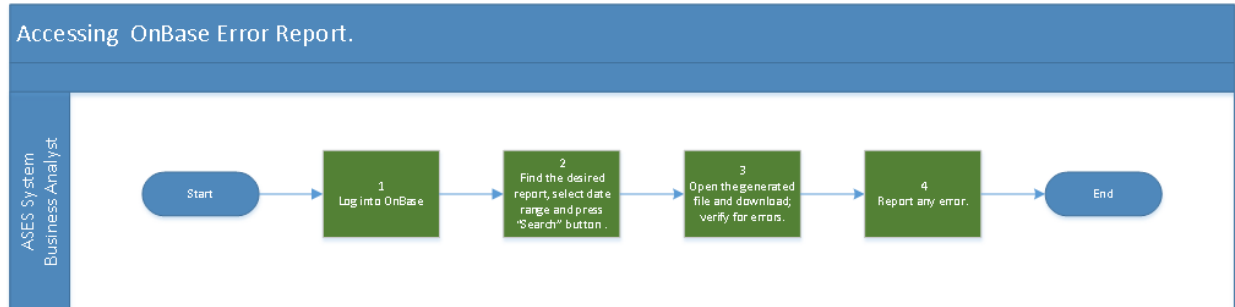 Accessing  OnBase Error Report.
ASES System
Business Analyst
Start
1
Log into OnBase
2
Find the desired
report, select date
range and press
“Search” button .
3
Open the generated
file and download;
verify for errors.
4
Report any error.
End